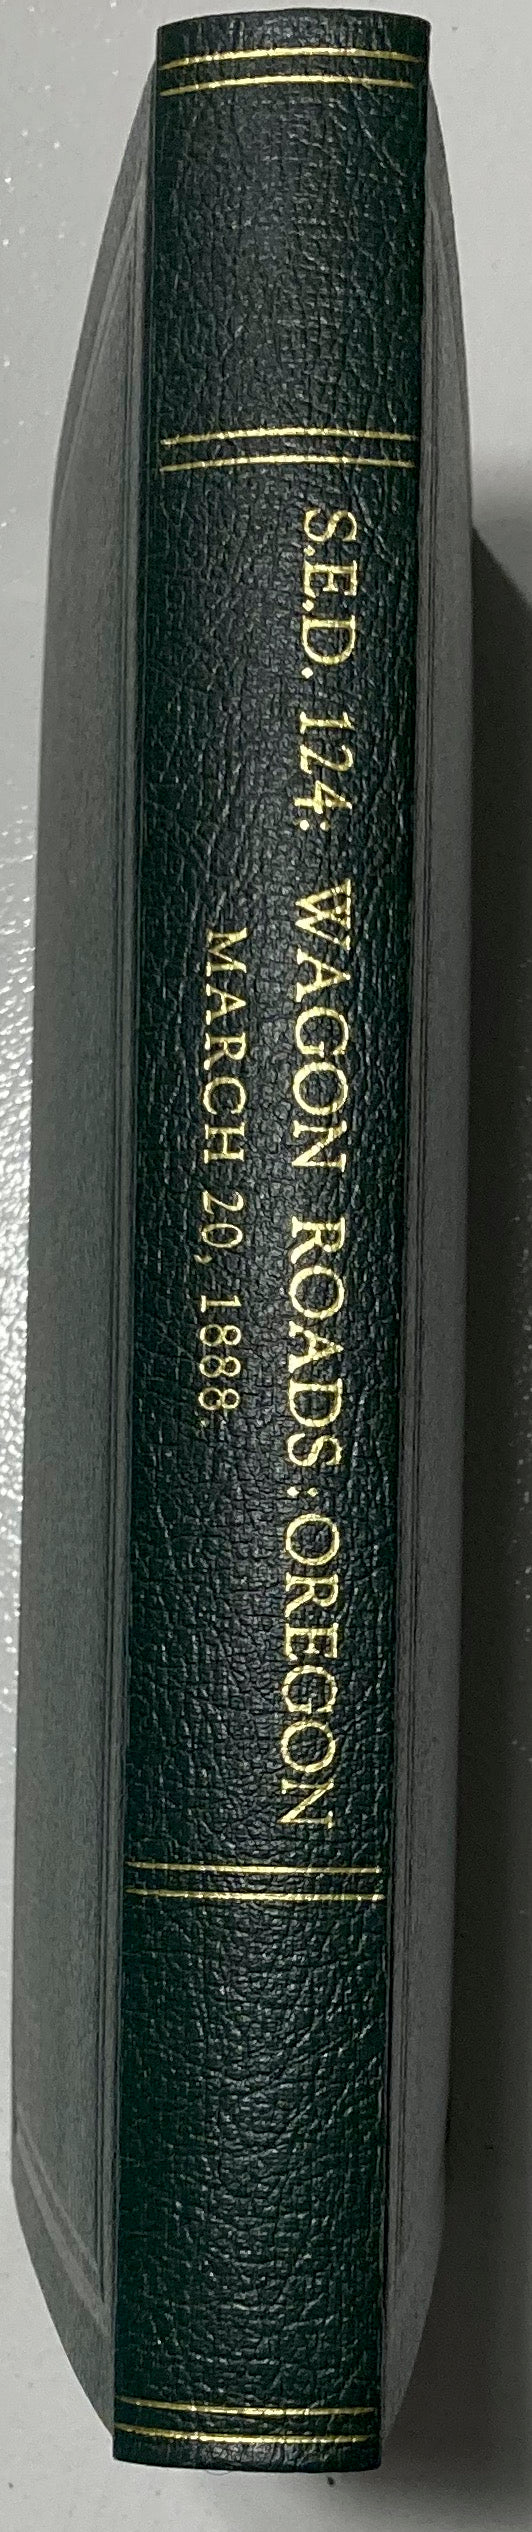 S.E.D. 124: WAGON ROADS: OREGON
MARCH 20, 1888.